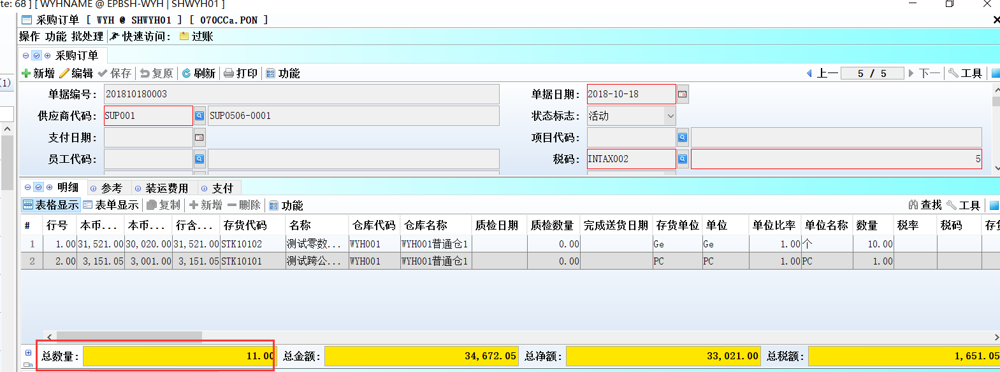 te: 68 ] [ WYHNAME @ EPBSH-WYH | SHWYH01 ]
采购订单 [ WYH @ SHWYH01 ] [ 070CCa.PON ]
操作 功能 批处理 快速访问: 过账
采购订单
(1)
新增 编辑 保存 复原 刷新 打印 功能 上一 5 / 5 下一 工具
单据编号: 201810180003 单据日期: 2018-10-18
供应商代码: SUP001 SUP0506-0001 状态标志: 活动
支付日期: 项目代码:
员工代码: 税码: INTAX002 5
明细 参考 装运费用 支付
表格显示 表单显示 复制 新增 删除 功能 查找 工具
# 行号 本币... 本币... 行含... 存货代码 名称 仓库代码 仓库名称 质检日期 质检数量 完成送货日期 存货单位 单位 单位比率 单位名称 数量 税率 税码 存货
1 1.00 31,521.00 30,020.00 31,521.00 STK10102 测试零数... WYH001 WYH001普通仓1 0.00 Ge Ge 1.00 个 10.00
2 2.00 3,151.05 3,001.00 3,151.05 STK10101 测试跨公... WYH001 WYH001普通仓1 0.00 PC PC 1.00 PC 1.00
总数量: 11.00 总金额: 34,672.05 总净额: 33,021.00 总税额: 1,651.05